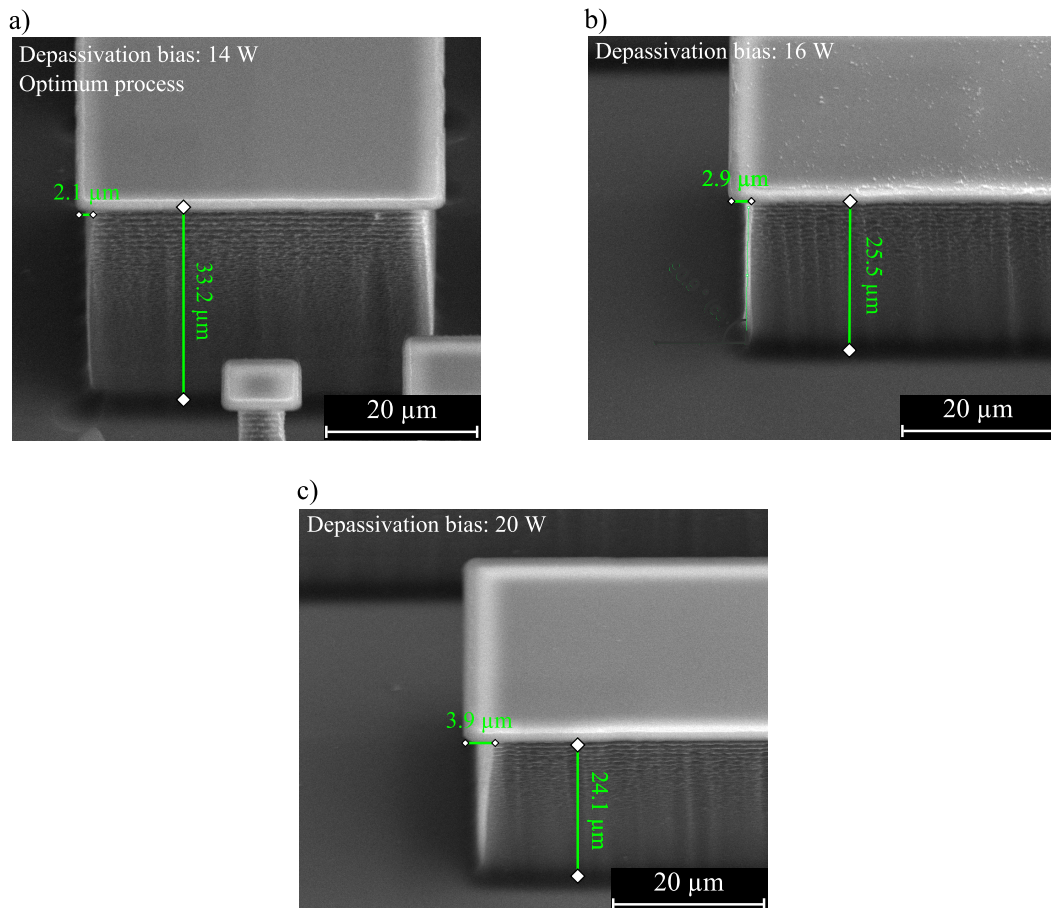 a)
Depassivation bias: 14 W
Optimum process
2.1 µm
33.2 µm
20 µm
b)
Depassivation bias: 16 W
2.9 µm
25.5 µm
20 µm
c)
Depassivation bias: 20 W
3.9 µm
24.1 µm
20 µm